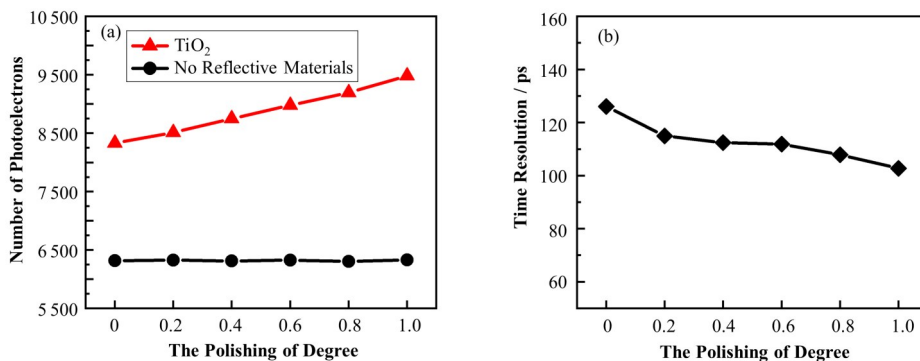 (a)
TiO2
No Reflective Materials
Number of Photoelectrons
10 500
9 500
8 500
7 500
6 500
5 500
0 0.2 0.4 0.6 0.8 1.0
The Polishing of Degree
(b)
Time Resolution / ps
160
140
120
100
80
60
0 0.2 0.4 0.6 0.8 1.0
The Polishing of Degree